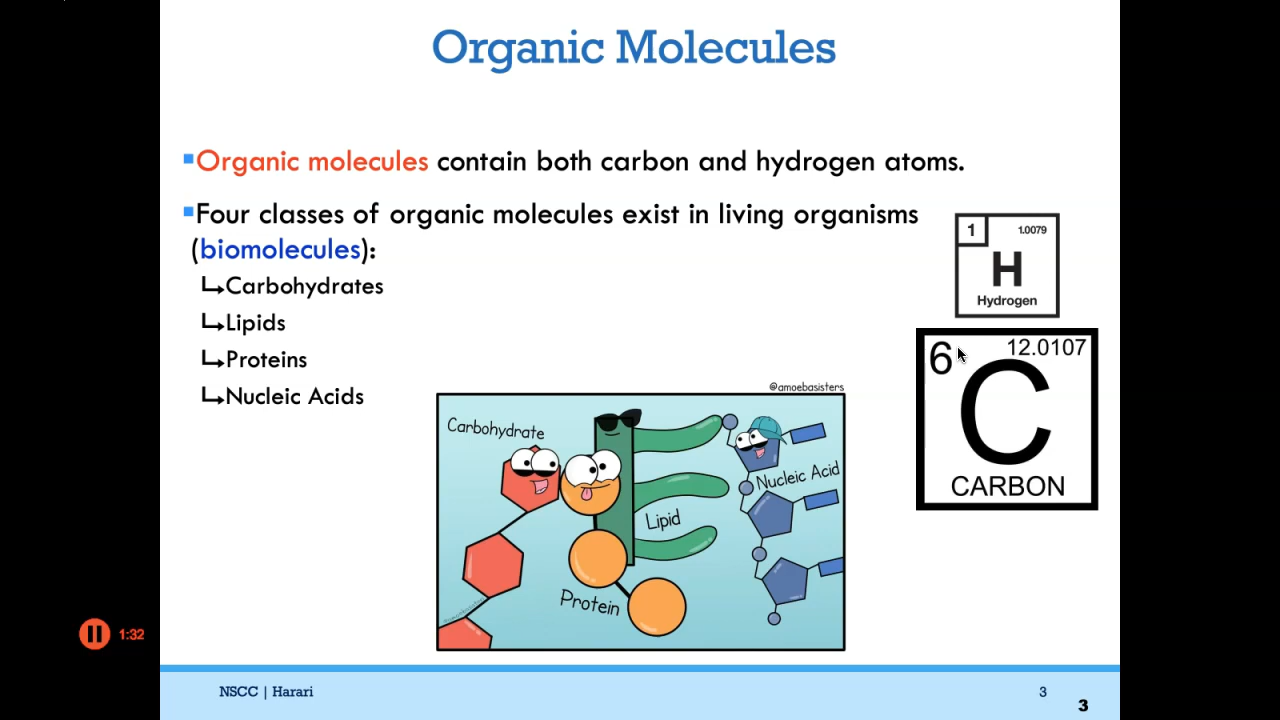 Organic Molecules
Organic molecules contain both carbon and hydrogen atoms.
Four classes of organic molecules exist in living organisms
(biomolecules):
Carbohydrates
Lipids
Proteins
Nucleic Acids
1 1.0079
H
Hydrogen
6 12.0107
C
CARBON
@amoebasisters
Carbohydrate
Nucleic Acid
Lipid
Protein
1:32
NSCC | Harari
3
3